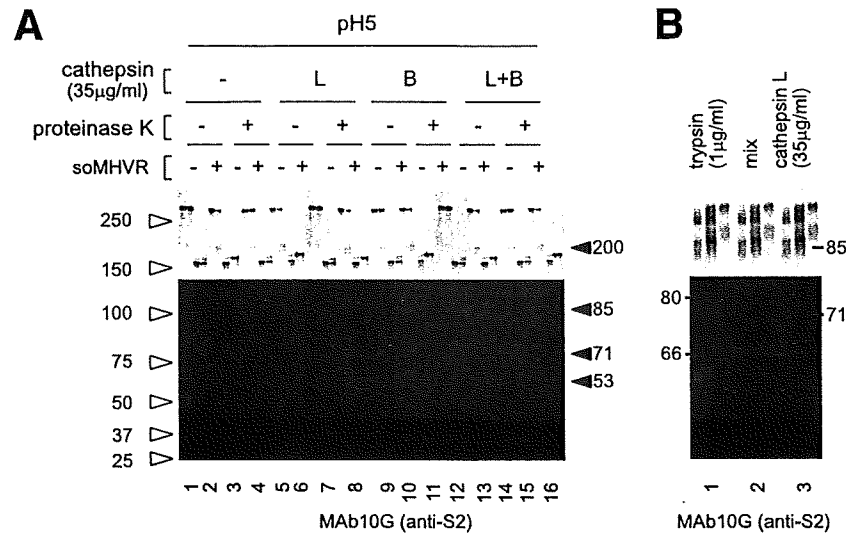 A
pH5
cathepsin
(35µg/ml)
- L B L+B
proteinase K
- + - + - + - +
soMHVR
- + - + - + - + - + - + - + - +
250
150
100
75
50
37
25
200
85
71
53
1 2 3 4 5 6 7 8 9 10 11 12 13 14 15 16
MAb10G (anti-S2)
B
trypsin
(1µg/ml)
mix
cathepsin L
(35µg/ml)
85
80
71
66
1 2 3
MAb10G (anti-S2)